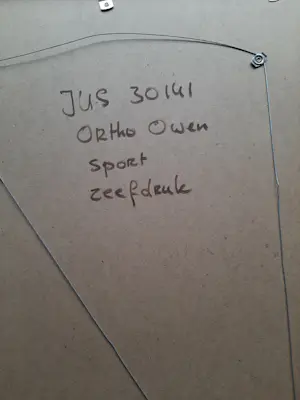 JUS 30141
Ortho Owen
sport
zeefdruk